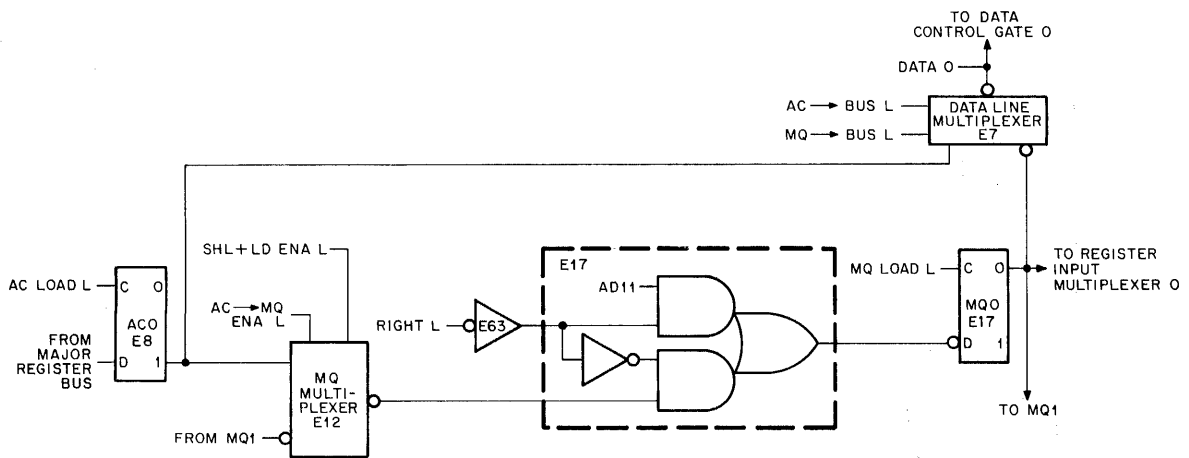 TO DATA
CONTROL GATE 0
DATA 0
AC → BUS L
MQ → BUS L
DATA LINE
MULTIPLEXER
E7
SHL+LD ENA L
AC LOAD L
C 0
AC0
E8
D 1
FROM
MAJOR
REGISTER
BUS
AC→MQ
ENA L
MQ
MULTI-
PLEXER
E12
FROM MQ1
RIGHT L
E63
E17
AD11
MQ LOAD L
C 0
MQ0
E17
D 1
TO REGISTER
INPUT
MULTIPLEXER 0
TO MQ1